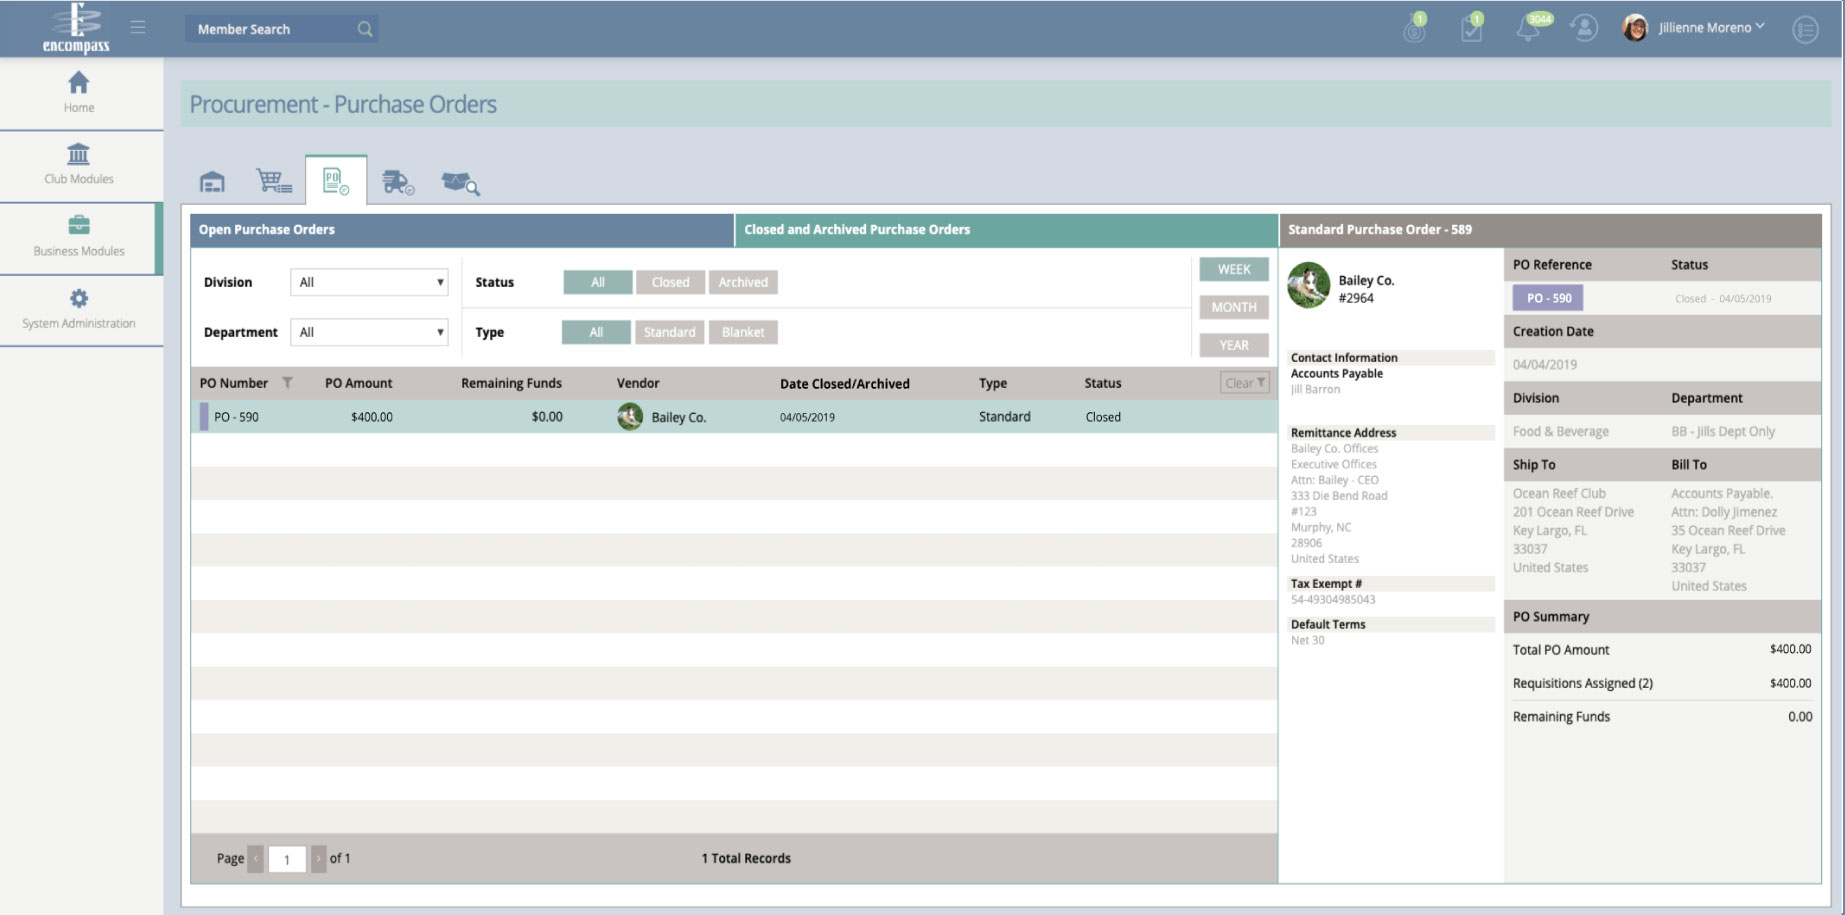 encompass
Member Search
1
1
3044
Jillienne Moreno
Home
Club Modules
Business Modules
System Administration
Procurement - Purchase Orders
PO
Open Purchase Orders
Closed and Archived Purchase Orders
Standard Purchase Order - 589
Division
All
Status
All
Closed
Archived
Department
All
Type
All
Standard
Blanket
WEEK
MONTH
YEAR
PO Number
PO Amount
Remaining Funds
Vendor
Date Closed/Archived
Type
Status
Clear
PO - 590
$400.00
$0.00
Bailey Co.
04/05/2019
Standard
Closed
Page
1
of 1
1 Total Records
Bailey Co.
#2964
Contact Information
Accounts Payable
Jill Barron
Remittance Address
Bailey Co. Offices
Executive Offices
Attn: Bailey - CEO
333 Die Bend Road
#123
Murphy, NC
28906
United States
Tax Exempt #
54-49304985043
Default Terms
Net 30
PO Reference
Status
PO - 590
Closed - 04/05/2019
Creation Date
04/04/2019
Division
Department
Food & Beverage
BB - Jills Dept Only
Ship To
Bill To
Ocean Reef Club
201 Ocean Reef Drive
Key Largo, FL
33037
United States
Accounts Payable.
Attn: Dolly Jimenez
35 Ocean Reef Drive
Key Largo, FL
33037
United States
PO Summary
Total PO Amount
$400.00
Requisitions Assigned (2)
$400.00
Remaining Funds
0.00